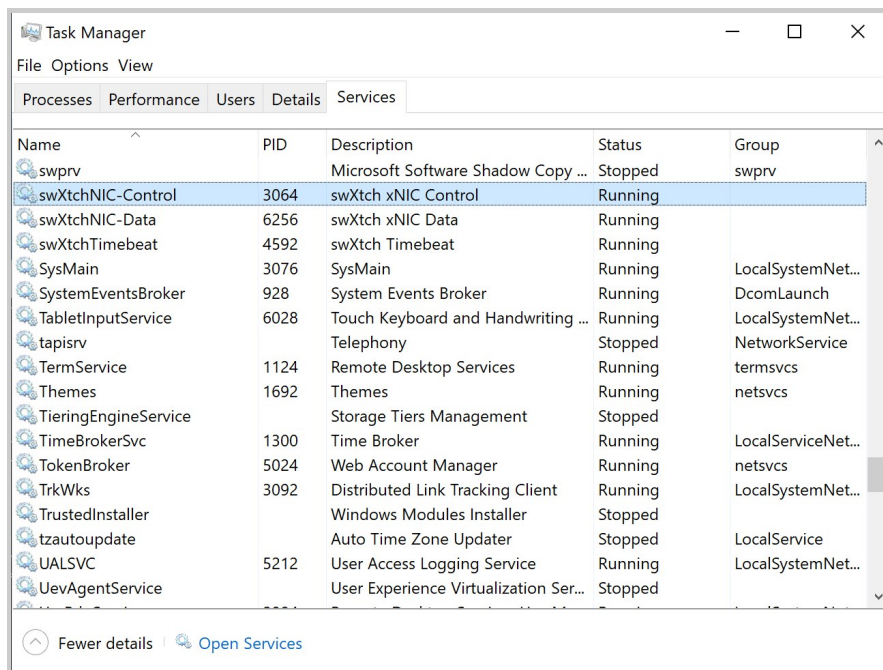 Task Manager
File Options View
Processes Performance Users Details Services
Name PID Description Status Group
swprv Microsoft Software Shadow Copy ... Stopped swprv
swXtchNIC-Control 3064 swXtch xNIC Control Running
swXtchNIC-Data 6256 swXtch xNIC Data Running
swXtchTimebeat 4592 swXtch Timebeat Running
SysMain 3076 SysMain Running LocalSystemNet...
SystemEventsBroker 928 System Events Broker Running DcomLaunch
TabletInputService 6028 Touch Keyboard and Handwriting ... Running LocalSystemNet...
tapisrv Telephony Stopped NetworkService
TermService 1124 Remote Desktop Services Running termsvcs
Themes 1692 Themes Running netsvcs
TieringEngineService Storage Tiers Management Stopped
TimeBrokerSvc 1300 Time Broker Running LocalServiceNet...
TokenBroker 5024 Web Account Manager Running netsvcs
TrkWks 3092 Distributed Link Tracking Client Running LocalSystemNet...
TrustedInstaller Windows Modules Installer Stopped
tzautoupdate Auto Time Zone Updater Stopped LocalService
UALSVC 5212 User Access Logging Service Running LocalSystemNet...
UevAgentService User Experience Virtualization Ser... Stopped
Fewer details Open Services